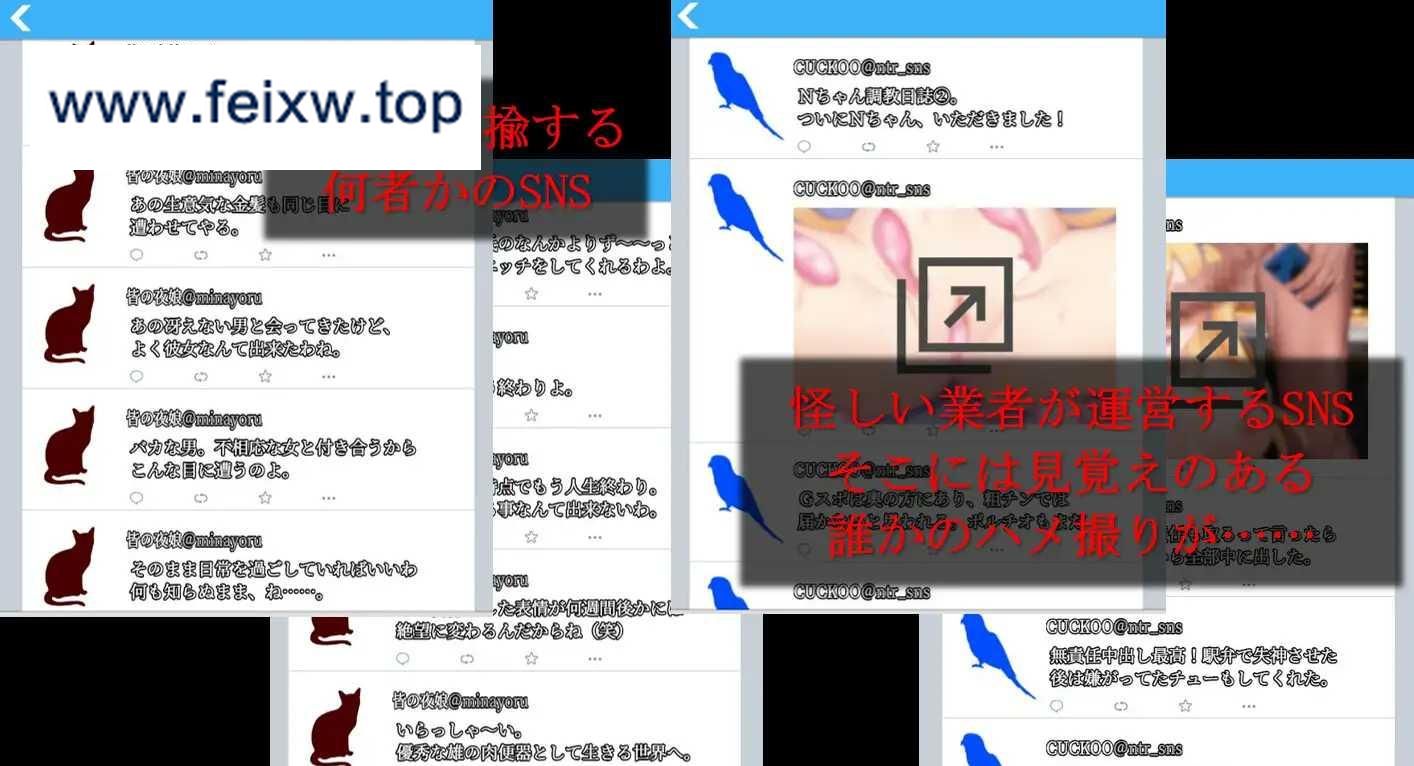 www.feixw.top
揄する
何者かのSNS
皆の夜娘@minayoru
あの生意気な金髪も同じ目に
遭わせてやる。
皆の夜娘@minayoru
あの冴えない男と会ってきたけど、
よく彼女なんて出来たわね。
皆の夜娘@minayoru
バカな男。不相応な女と付き合うから
こんな目に遭うのよ。
皆の夜娘@minayoru
そのまま日常を過ごしていればいいわ
何も知らぬまま、ね……。
yoru
のなんかよりず～～っと
ニッチをしてくれるわよ。
yoru
終わりよ。
yoru
点でもう人生終わり。
事なんて出来ないわ。
yoru
した表情が何週間後かには
絶望に変わるんだからね（笑）
皆の夜娘@minayoru
いらっしゃ～い。
優秀な雄の肉便器として生きる世界へ。
CUCKOO@ntr_sns
Nちゃん調教日誌②。
ついにNちゃん、いただきました！
CUCKOO@ntr_sns
怪しい業者が運営するSNS
そこには見覚えのある
誰かのハメ撮りが……
CUCKOO@ntr_sns
Gスポは奥の方にあり、粗チンでは
CUCKOO@ntr_sns
ns
ns
って言ったら
ら全部中に出した。
CUCKOO@ntr_sns
無責任中出し最高！駅弁で失神させた
後は嫌がってたチューもしてくれた。
CUCKOO@ntr_sns